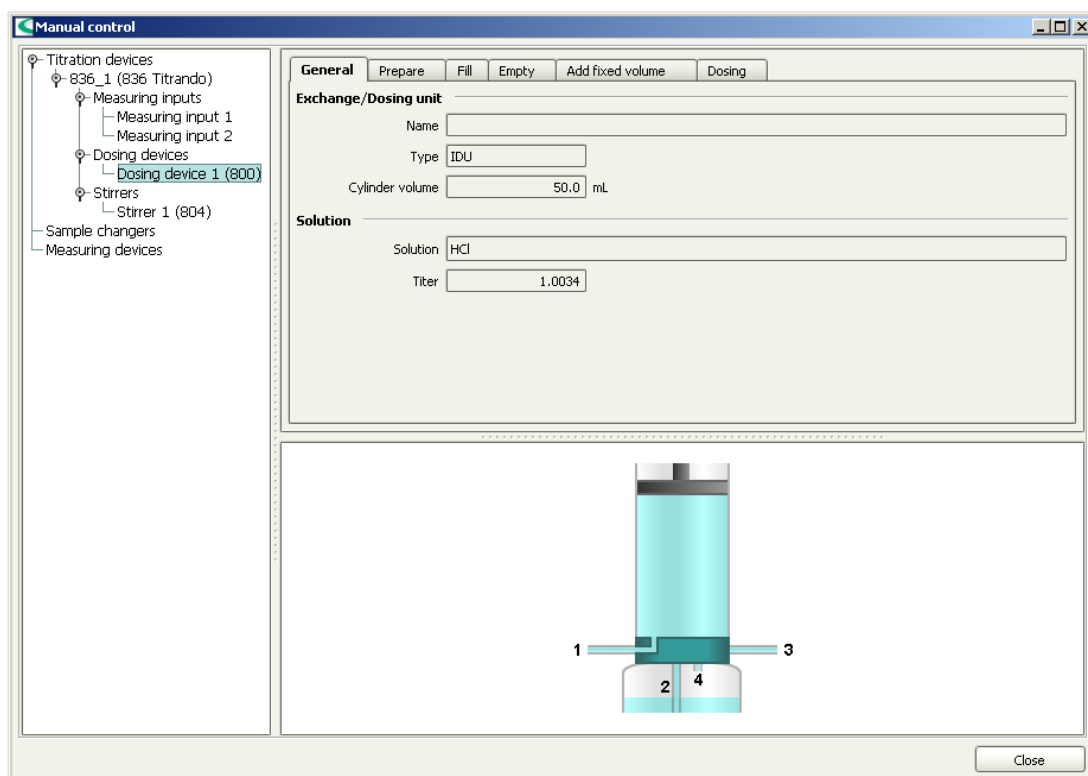 Manual control
Titration devices
836_1 (836 Titrando)
Measuring inputs
Measuring input 1
Measuring input 2
Dosing devices
Dosing device 1 (800)
Stirrers
Stirrer 1 (804)
Sample changers
Measuring devices
General Prepare Fill Empty Add fixed volume Dosing
Exchange/Dosing unit
Name
Type IDU
Cylinder volume 50.0 mL
Solution
Solution HCl
Titer 1.0034
1 3
2 4
Close